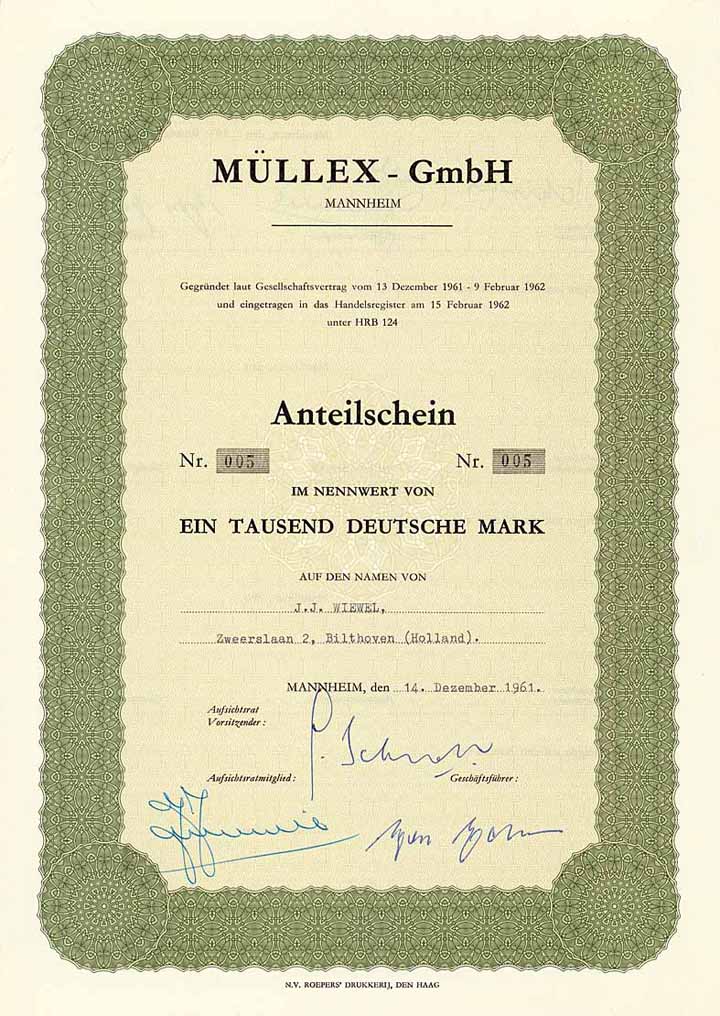 MÜLLEX - GmbH
MANNHEIM
Gegründet laut Gesellschaftsvertrag vom 13 Dezember 1961 - 9 Februar 1962
und eingetragen in das Handelsregister am 15 Februar 1962
unter HRB 124
Anteilschein
Nr. 005 Nr. 005
IM NENNWERT VON
EIN TAUSEND DEUTSCHE MARK
AUF DEN NAMEN VON
J.J. WIEWEL,
Zweerslaan 2, Bilthoven (Holland).
MANNHEIM, den 14. Dezember 1961.
Aufsichtsrat
Vorsitzender :
Aufsichtsratmitglied : Geschäftsführer :
N.V. ROEPERS' DRUKKERIJ, DEN HAAG